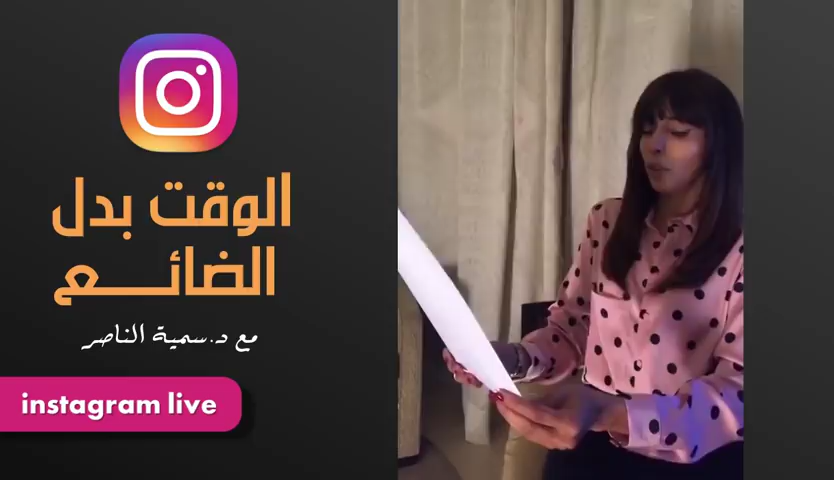 الوقت بدل
الضائع
مع د.سمية الناصر
instagram live